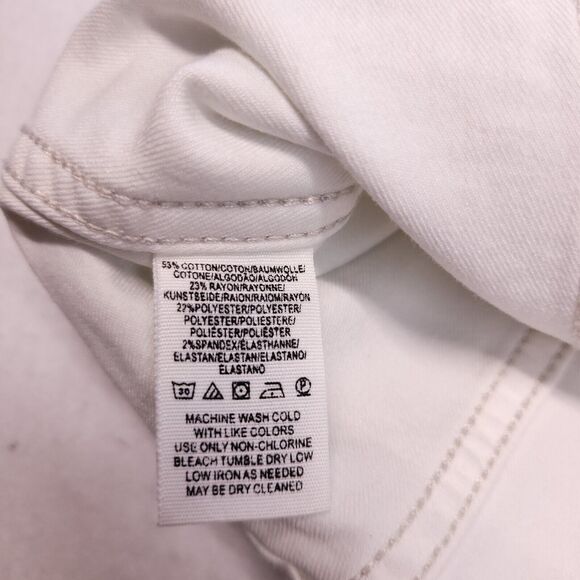 53% COTTON/COTON/BAUMWOLLE/
COTONE/ALGODÃO/ALGODÓN
23% RAYON/RAYONNE/
KUNSTSEIDE/RAION/RAIOM/RAYON
22%POLYESTER/POLYESTER/
POLYESTER/POLIESTERE/
POLIÉSTER/POLIÉSTER
2%SPANDEX/ÉLASTHANNE/
ELASTAN/ELASTAN/ELASTANO/
ELASTANO
30 P
MACHINE WASH COLD
WITH LIKE COLORS
USE ONLY NON-CHLORINE
BLEACH TUMBLE DRY LOW
LOW IRON AS NEEDED
MAY BE DRY CLEANED